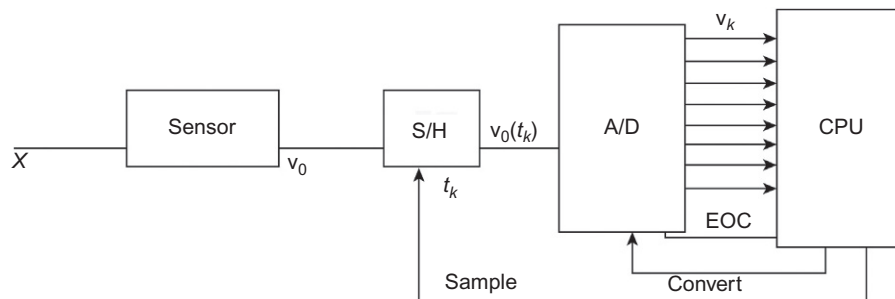 v_k
Sensor
S/H
v_0(t_k)
A/D
CPU
X
v_0
t_k
EOC
Sample
Convert